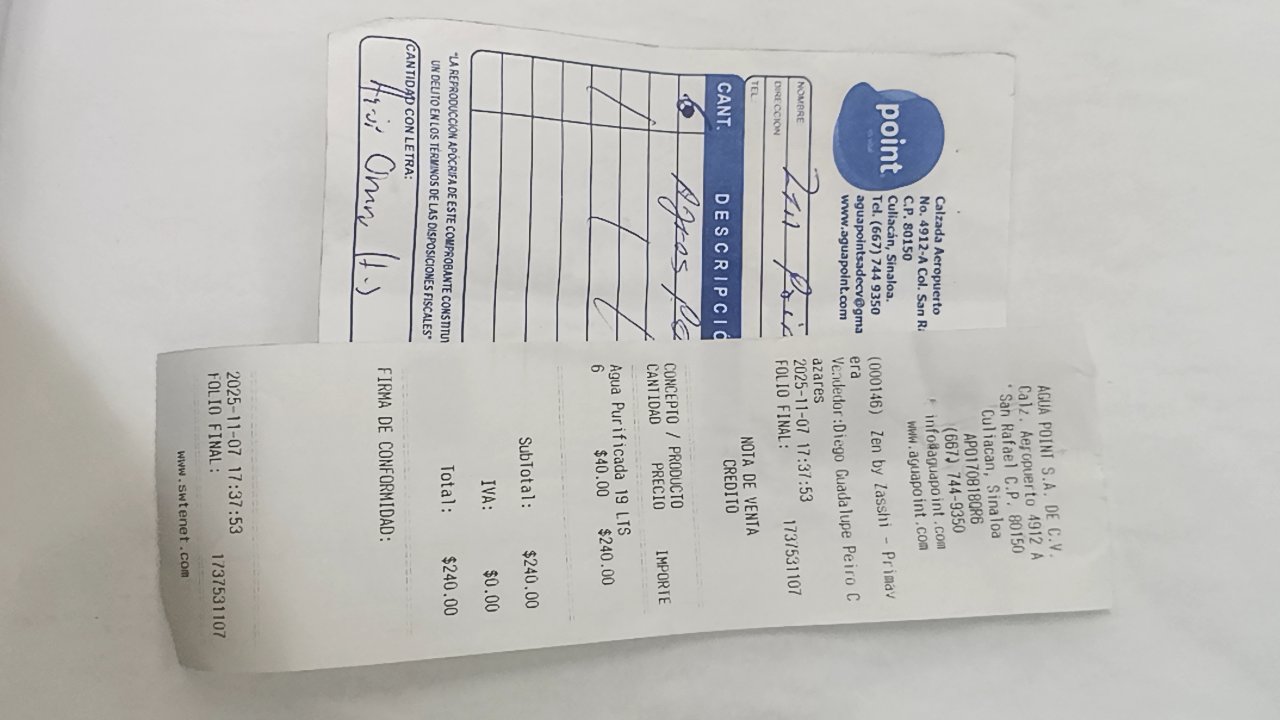 point
Calzada Aeropuerto
No. 4912-A Col. San R
C.P. 80150
Culiacán, Sinaloa.
Tel. (667) 744 9350
aguapointsadecv@gma
www.aguapoint.com
NOMBRE
DIRECCION
TEL.
CANT. DESCRIPCIÓ
"LA REPRODUCCIÓN APÓCRIFA DE ESTE COMPROBANTE CONSTITUY
UN DELITO EN LOS TÉRMINOS DE LAS DISPOSICIONES FISCALES"
CANTIDAD CON LETRA:
AGUA POINT S.A. DE C.V.
Calz. Aeropuerto 4912 A
San Rafael C.P. 80150
Culiacan, Sinaloa
APO170818QR6
(667) 744-9350
info@aguapoint.com
www.aguapoint.com
(000146) Zen by Zasshi - Primav
era
Vendedor:Diego Guadalupe Peiro C
azares
2025-11-07 17:37:53
FOLIO FINAL: 1737531107
NOTA DE VENTA
CREDITO
CONCEPTO / PRODUCTO
CANTIDAD PRECIO IMPORTE
Agua Purificada 19 LTS
6 $40.00 $240.00
SubTotal: $240.00
IVA: $0.00
Total: $240.00
FIRMA DE CONFORMIDAD:
2025-11-07 17:37:53
FOLIO FINAL: 1737531107
www.swtenet.com